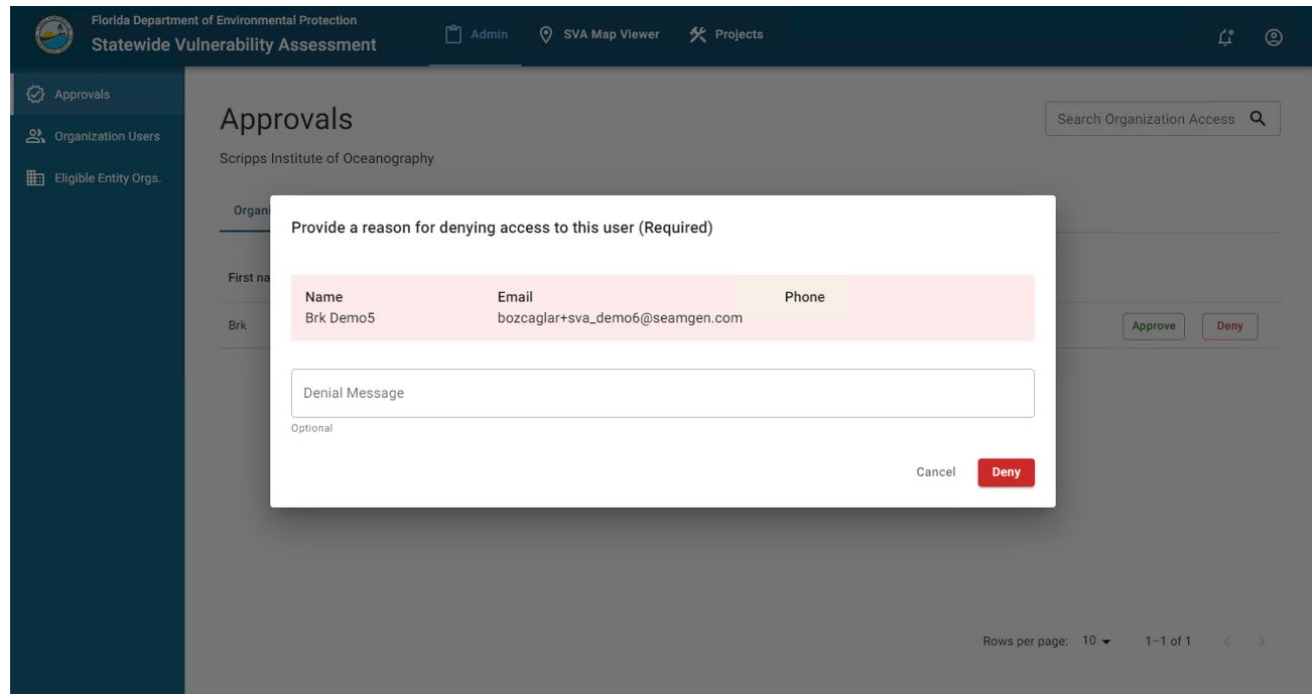 Florida Department of Environmental Protection
Statewide Vulnerability Assessment
Admin
SVA Map Viewer
Projects
Approvals
Organization Users
Eligible Entity Orgs.
Approvals
Search Organization Access
Scripps Institute of Oceanography
Organi
First na
Brk
Approve
Deny
Provide a reason for denying access to this user (Required)
Name Email Phone
Brk Demo5 bozcaglar+sva_demo6@seamgen.com
Denial Message
Optional
Cancel
Deny
Rows per page: 10 1–1 of 1